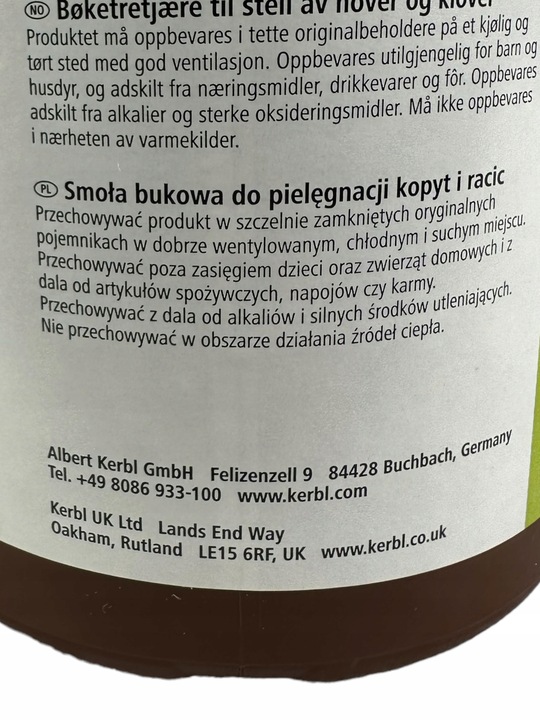 NO Bøketretjære til stell av hover og klover
Produktet må oppbevares i tette originalbeholdere på et kjølig og
tørt sted med god ventilasjon. Oppbevares utilgjengelig for barn og
husdyr, og adskilt fra næringsmidler, drikkevarer og fôr. Oppbevares
adskilt fra alkalier og sterke oksideringsmidler. Må ikke oppbevares
i nærheten av varmekilder.
PL Smoła bukowa do pielęgnacji kopyt i racic
Przechowywać produkt w szczelnie zamkniętych oryginalnych
pojemnikach w dobrze wentylowanym, chłodnym i suchym miejscu.
Przechowywać poza zasięgiem dzieci oraz zwierząt domowych i z
dala od artykułów spożywczych, napojów czy karmy.
Przechowywać z dala od alkaliów i silnych środków utleniających.
Nie przechowywać w obszarze działania źródeł ciepła.
Albert Kerbl GmbH Felizenzell 9 84428 Buchbach, Germany
Tel. +49 8086 933-100 www.kerbl.com
Kerbl UK Ltd Lands End Way
Oakham, Rutland LE15 6RF, UK www.kerbl.co.uk